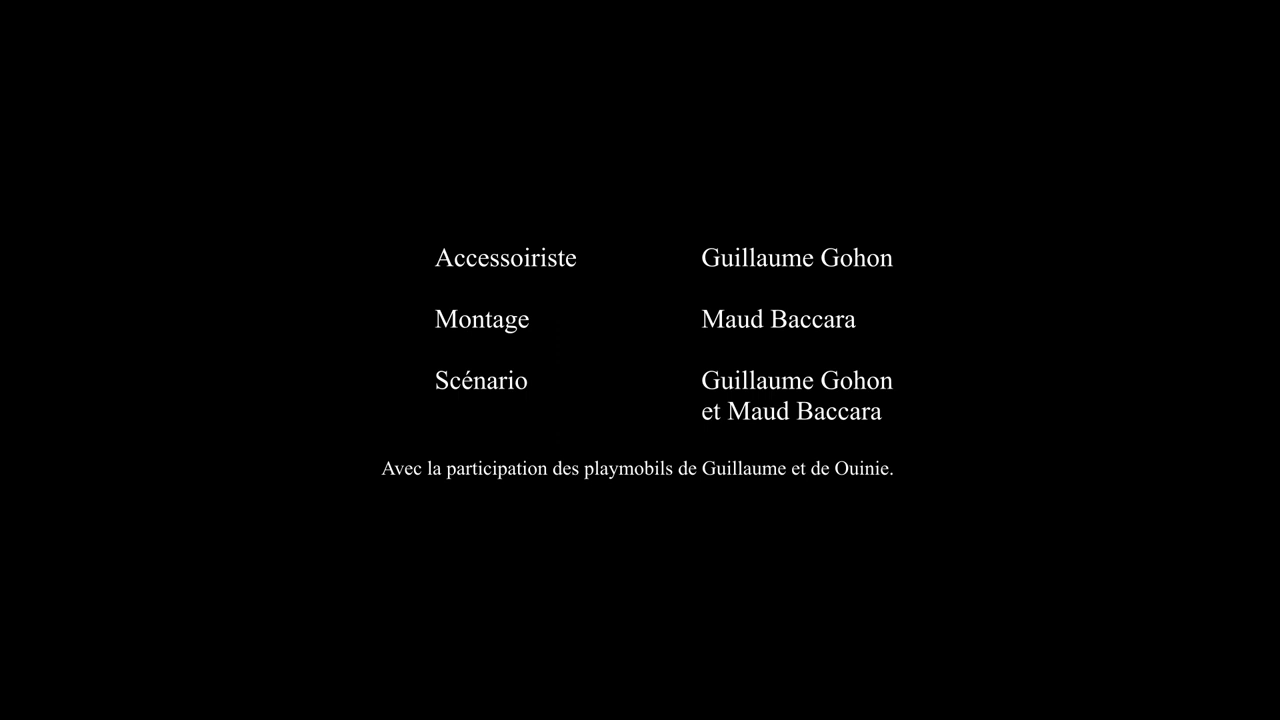 Accessoiriste Guillaume Gohon
Montage Maud Baccara
Scénario Guillaume Gohon
et Maud Baccara
Avec la participation des playmobils de Guillaume et de Ouinie.